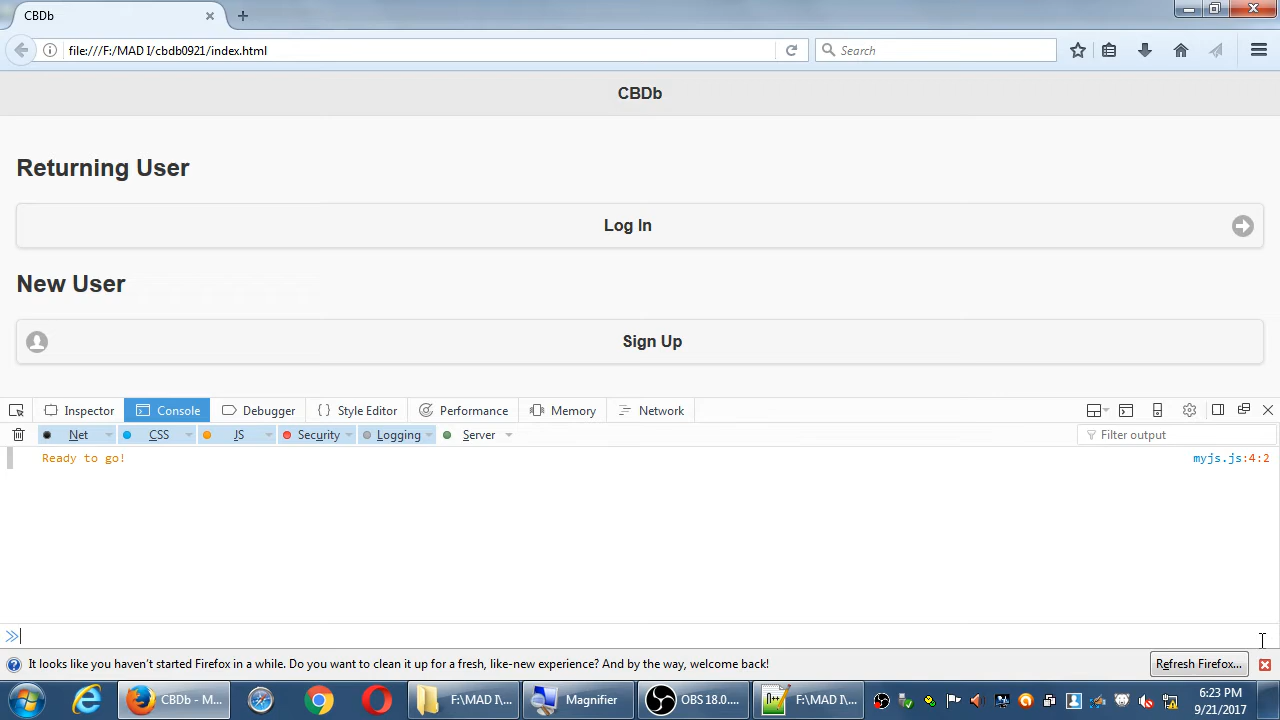 CBDb
file:///F:/MAD I/cbdb0921/index.html
Search
CBDb
Returning User
Log In
New User
Sign Up
Inspector Console Debugger Style Editor Performance Memory Network
Net CSS JS Security Logging Server Filter output
Ready to go! myjs.js:4:2
It looks like you haven't started Firefox in a while. Do you want to clean it up for a fresh, like-new experience? And by the way, welcome back! Refresh Firefox...
CBDb - M... F:\MAD I\... Magnifier OBS 18.0.... F:\MAD I\... 6:23 PM
9/21/2017